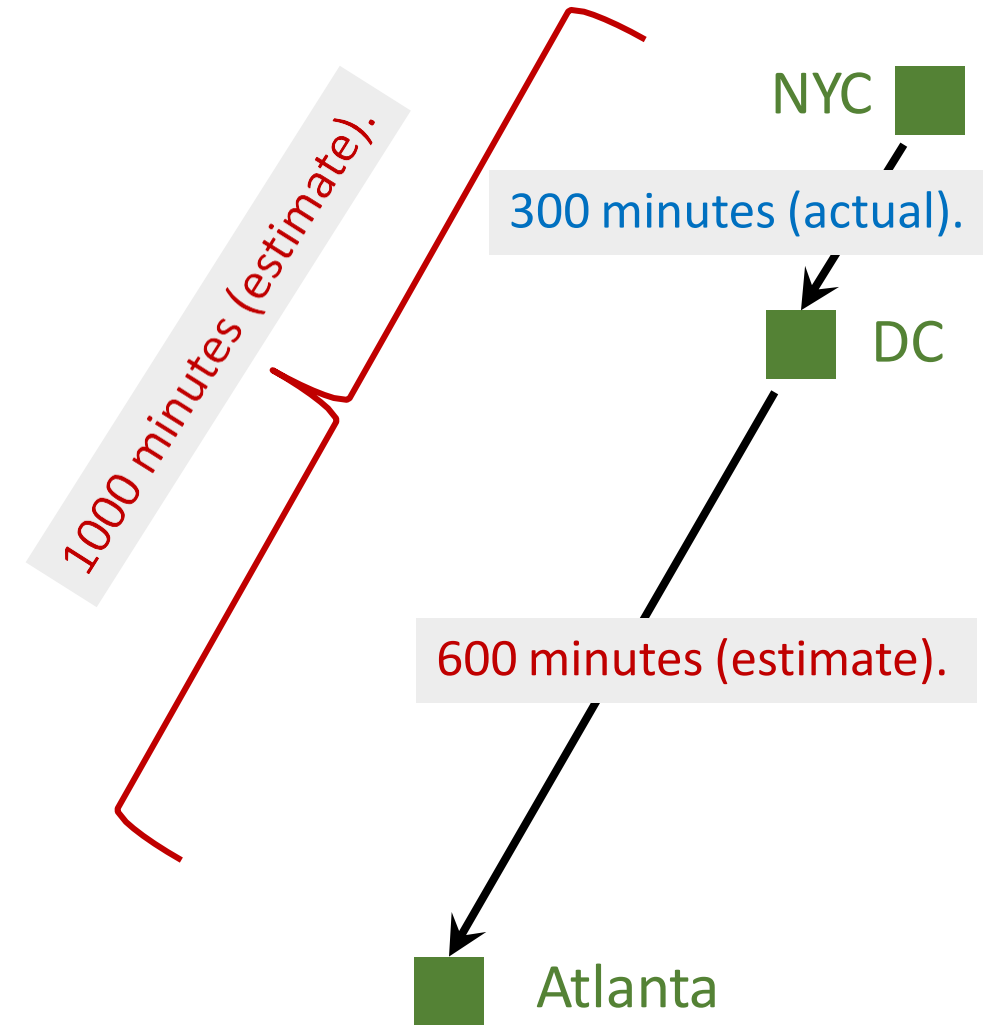 NYC
1000 minutes (estimate).
300 minutes (actual).
DC
600 minutes (estimate).
Atlanta